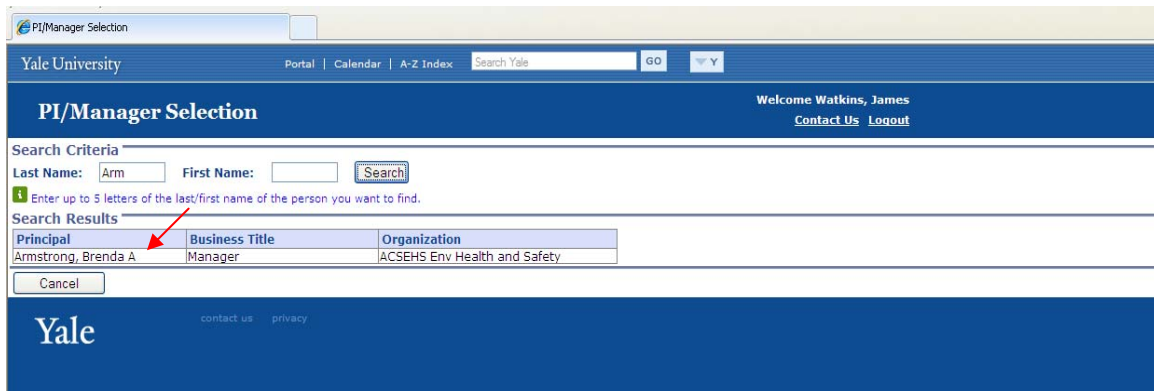 PI/Manager Selection
Yale University Portal | Calendar | A-Z Index Search Yale GO Y
PI/Manager Selection
Welcome Watkins, James
Contact Us Logout
Search Criteria
Last Name: Arm First Name: Search
i Enter up to 5 letters of the last/first name of the person you want to find.
Search Results
Principal Business Title Organization
Armstrong, Brenda A Manager ACSEHS Env Health and Safety
Cancel
Yale contact us privacy